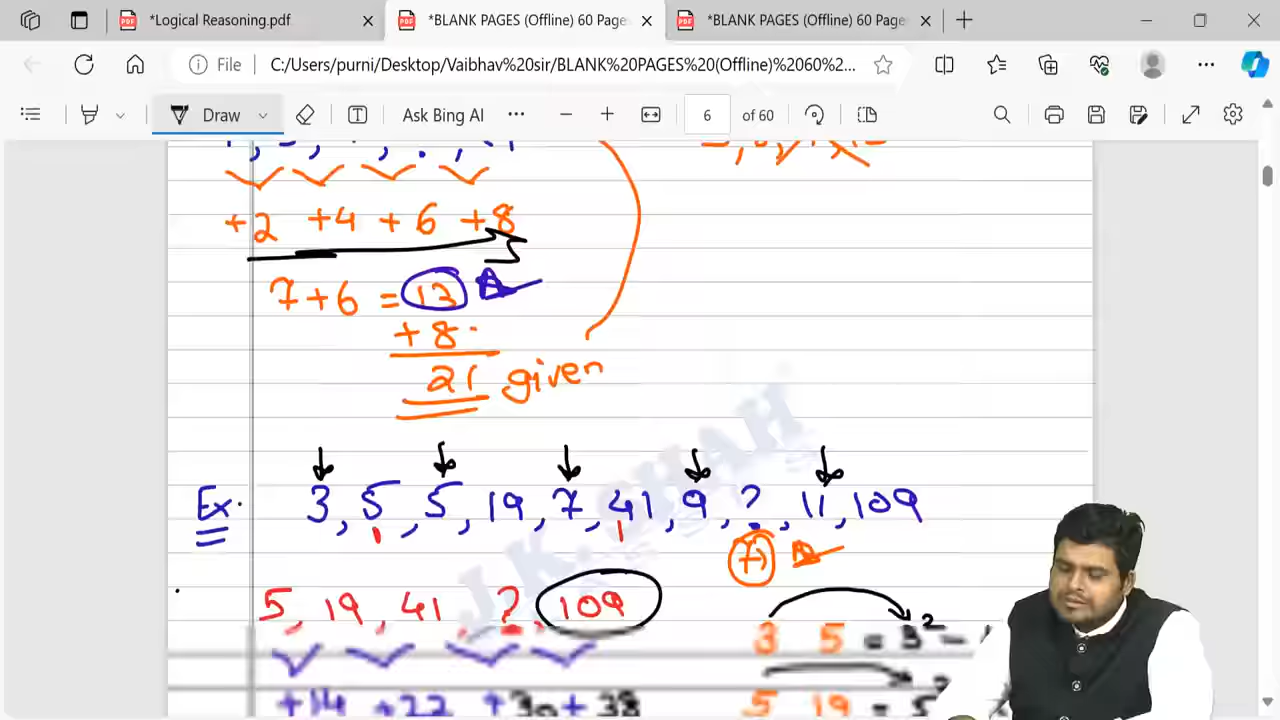 *Logical Reasoning.pdf
*BLANK PAGES (Offline) 60 Page
*BLANK PAGES (Offline) 60 Page
File
C:/Users/purni/Desktop/Vaibhav%20sir/BLANK%20PAGES%20(Offline)%2060%2...
Draw
Ask Bing AI
6 of 60
+2 +4 +6 +8
7+6 = 13
+8
21 given
Ex. 3, 5, 5, 19, 7, 41, 9, ?, 11, 109
5, 19, 41, ?, 109
3 5 = 3² -
+14 +22 +30 +38
5 19 = 5²
J.K. SHAH